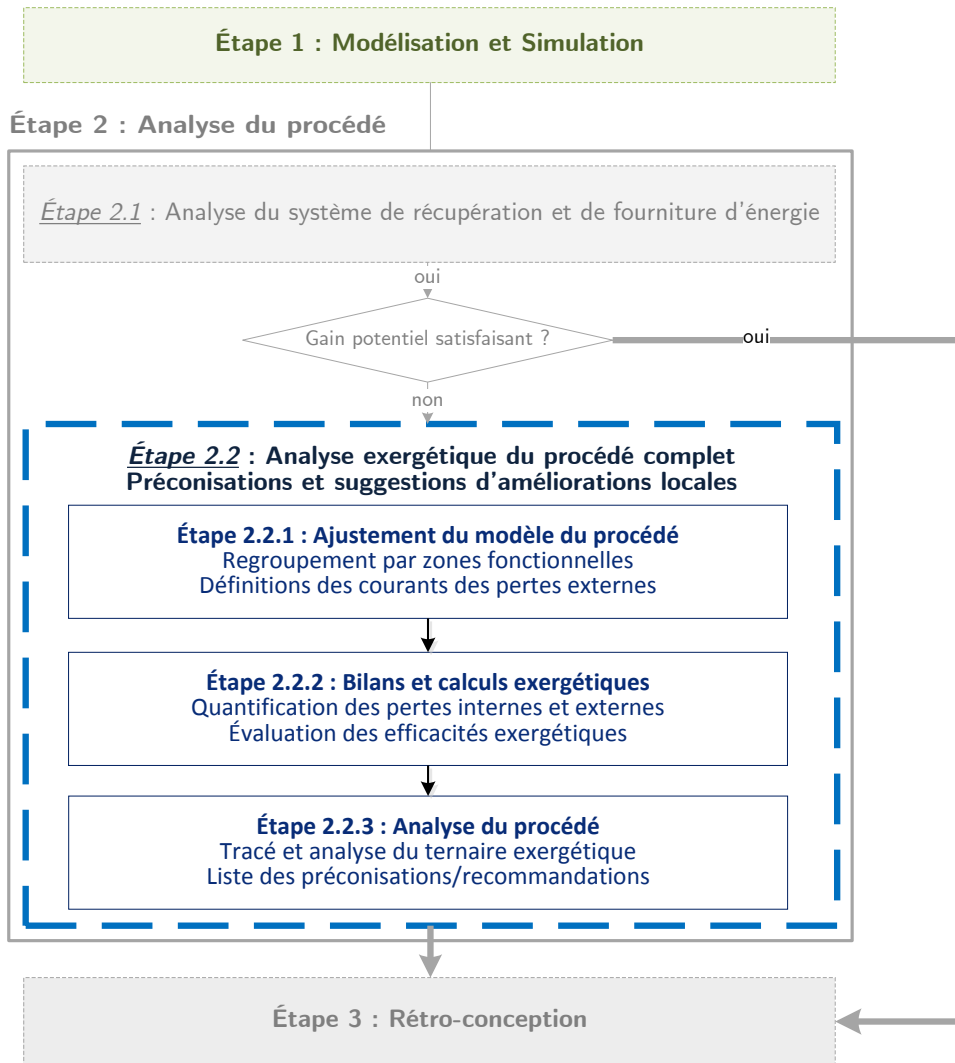 Étape 1 : Modélisation et Simulation
Étape 2 : Analyse du procédé
Étape 2.1 : Analyse du système de récupération et de fourniture d'énergie
oui
Gain potentiel satisfaisant ?
oui
non
Étape 2.2 : Analyse exergétique du procédé complet
Préconisations et suggestions d'améliorations locales
Étape 2.2.1 : Ajustement du modèle du procédé
Regroupement par zones fonctionnelles
Définitions des courants des pertes externes
Étape 2.2.2 : Bilans et calculs exergétiques
Quantification des pertes internes et externes
Évaluation des efficacités exergétiques
Étape 2.2.3 : Analyse du procédé
Tracé et analyse du ternaire exergétique
Liste des préconisations/recommandations
Étape 3 : Rétro-conception